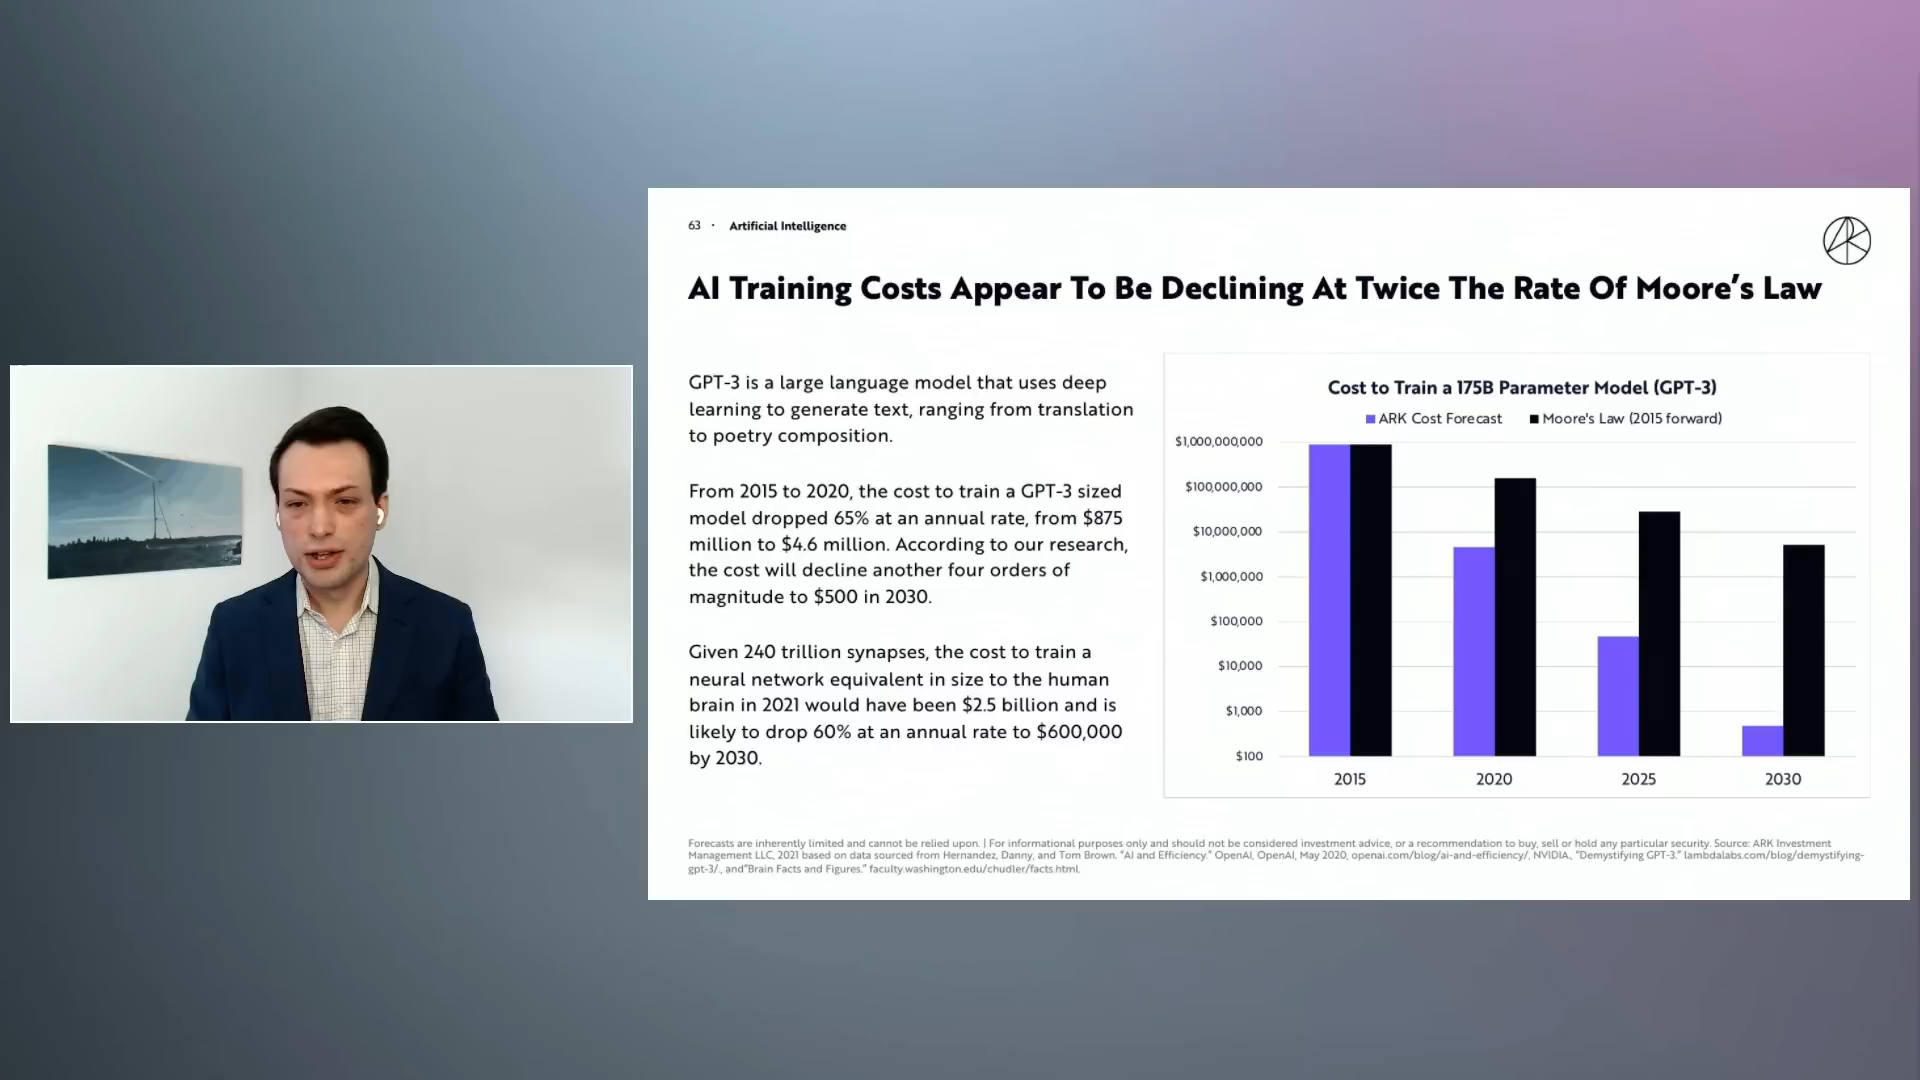 63 · Artificial Intelligence
AI Training Costs Appear To Be Declining At Twice The Rate Of Moore's Law
GPT-3 is a large language model that uses deep
learning to generate text, ranging from translation
to poetry composition.
From 2015 to 2020, the cost to train a GPT-3 sized
model dropped 65% at an annual rate, from $875
million to $4.6 million. According to our research,
the cost will decline another four orders of
magnitude to $500 in 2030.
Given 240 trillion synapses, the cost to train a
neural network equivalent in size to the human
brain in 2021 would have been $2.5 billion and is
likely to drop 60% at an annual rate to $600,000
by 2030.
Cost to Train a 175B Parameter Model (GPT-3)
ARK Cost Forecast Moore's Law (2015 forward)
$1,000,000,000
$100,000,000
$10,000,000
$1,000,000
$100,000
$10,000
$1,000
$100
2015 2020 2025 2030
Forecasts are inherently limited and cannot be relied upon. | For informational purposes only and should not be considered investment advice, or a recommendation to buy, sell or hold any particular security. Source: ARK Investment
Management LLC, 2021 based on data sourced from Hernandez, Danny, and Tom Brown. "AI and Efficiency." OpenAI, OpenAI, May 2020, openai.com/blog/ai-and-efficiency/, NVIDIA., "Demystifying GPT-3." lambdalabs.com/blog/demystifying-
gpt-3/., and"Brain Facts and Figures." faculty.washington.edu/chudler/facts.html.